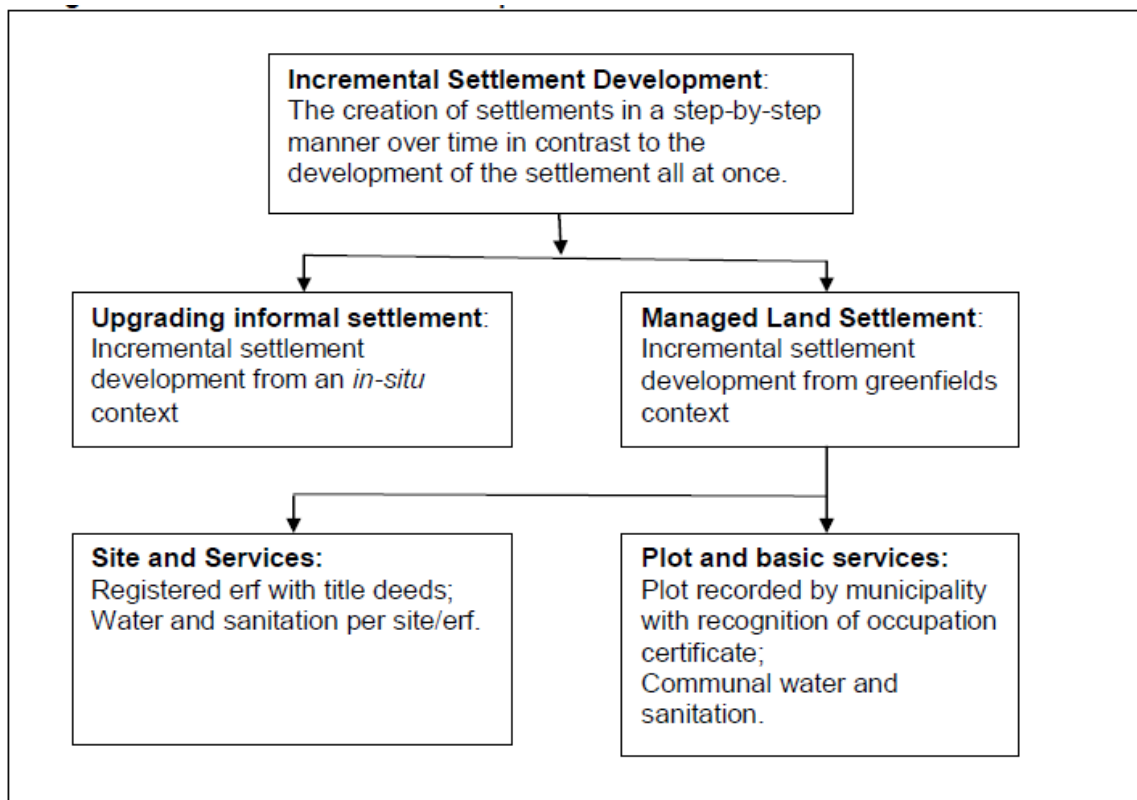 Incremental Settlement Development:
The creation of settlements in a step-by-step
manner over time in contrast to the
development of the settlement all at once.
Upgrading informal settlement:
Incremental settlement
development from an in-situ
context
Managed Land Settlement:
Incremental settlement
development from greenfields
context
Site and Services:
Registered erf with title deeds;
Water and sanitation per site/erf.
Plot and basic services:
Plot recorded by municipality
with recognition of occupation
certificate;
Communal water and
sanitation.